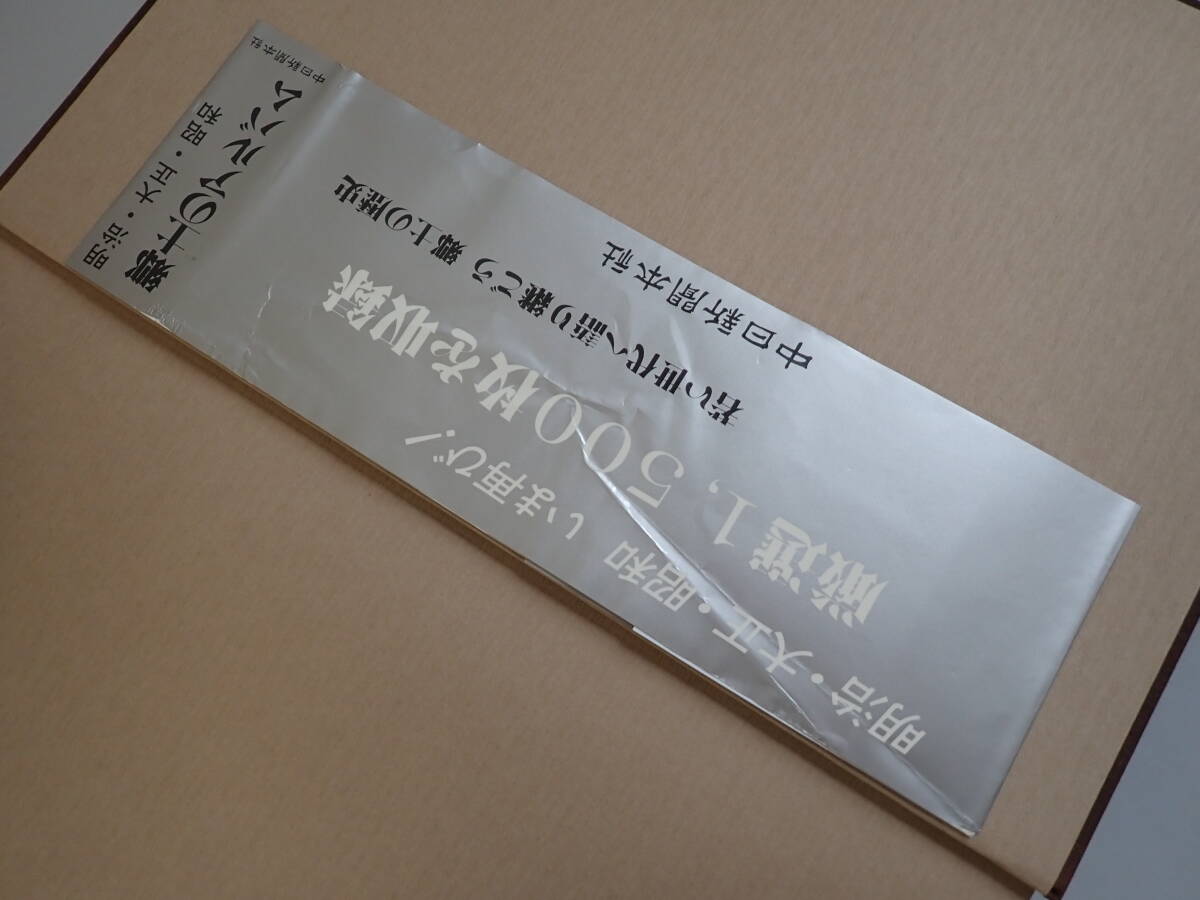 明治・大正・昭和 いま再び!
厳選1,500枚を収録
若い世代へ語り継ごう 郷土の歴史
中日新聞本社
明治・大正・昭和
郷土のアルバム
中日新聞本社